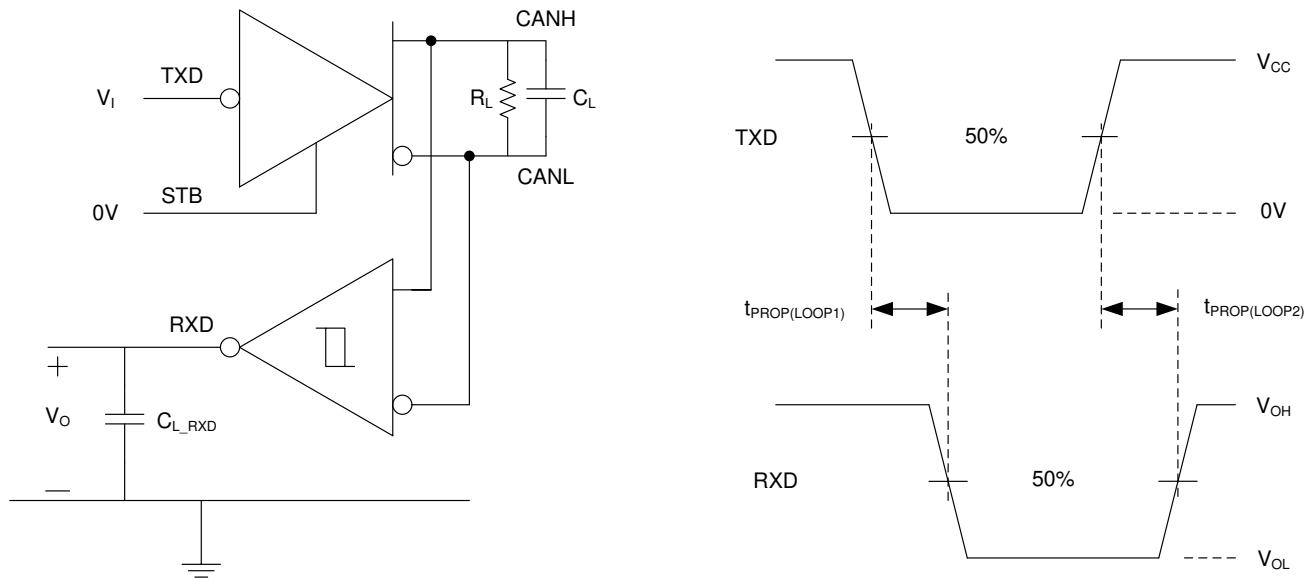 CANH
TXD
V_I
R_L
C_L
CANL
STB
0V
RXD
+
V_O
C_L_RXD
—
V_CC
TXD
50%
0V
t_PROP(LOOP1)
t_PROP(LOOP2)
V_OH
RXD
50%
V_OL